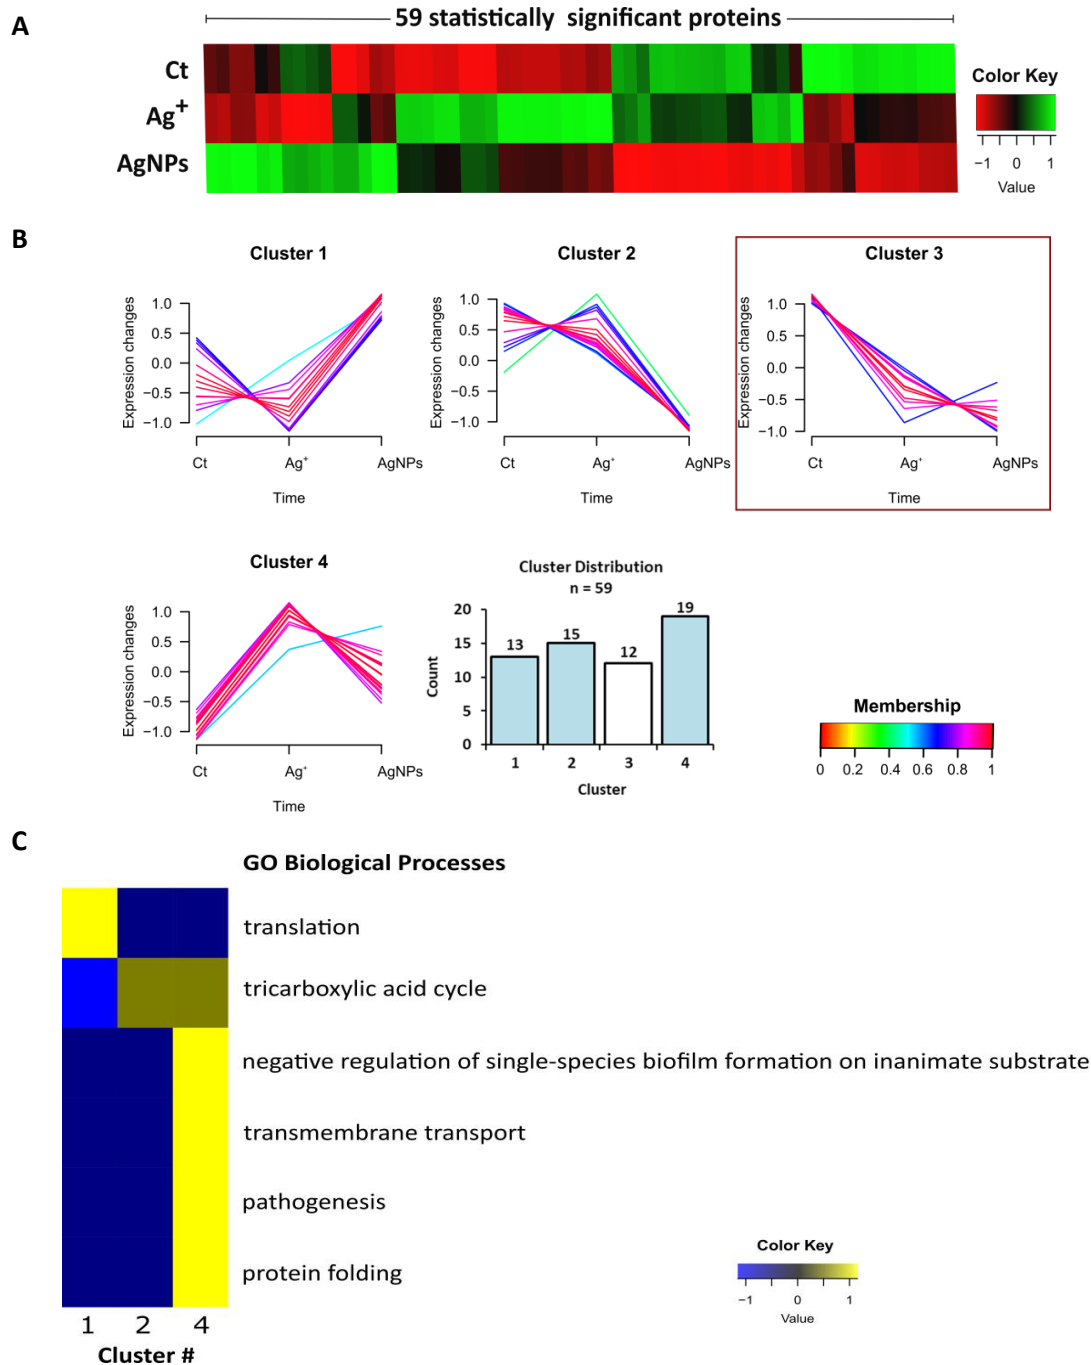 A
59 statistically significant proteins
Ct
Ag+
AgNPs
Color Key
−1 0 1
Value
B
Cluster 1
Expression changes
1.0
0.5
0.0
−0.5
−1.0
Ct Ag+ AgNPs
Time
Cluster 2
Expression changes
1.0
0.5
0.0
−0.5
−1.0
Ct Ag+ AgNPs
Time
Cluster 3
Expression changes
1.0
0.5
0.0
−0.5
−1.0
Ct Ag+ AgNPs
Time
Cluster 4
Expression changes
1.0
0.5
0.0
−0.5
−1.0
Ct Ag+ AgNPs
Time
Cluster Distribution
n = 59
Count
20
15
10
5
0
13 15 12 19
1 2 3 4
Cluster
Membership
0 0.2 0.4 0.6 0.8 1
C
GO Biological Processes
translation
tricarboxylic acid cycle
negative regulation of single-species biofilm formation on inanimate substrate
transmembrane transport
pathogenesis
protein folding
1 2 4
Cluster #
Color Key
−1 0 1
Value